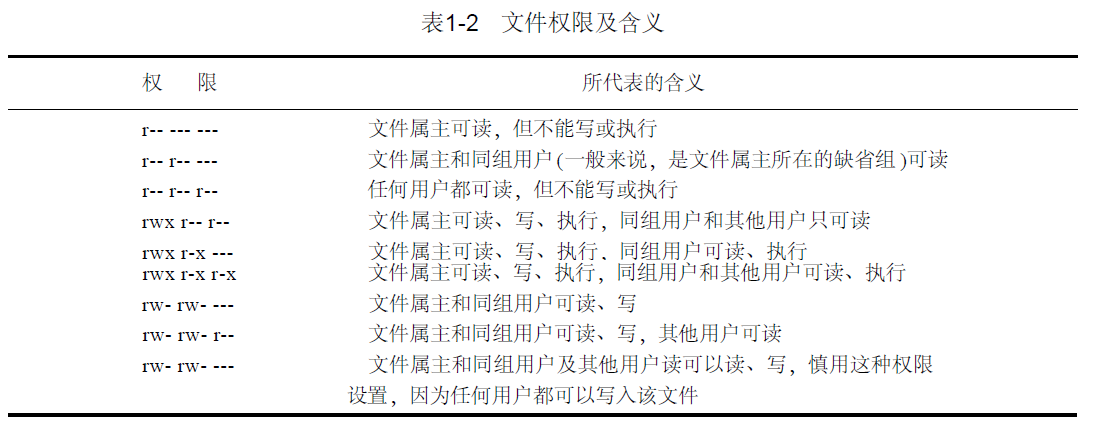 表1-2 文件权限及含义
权 限 所代表的含义
r-- --- --- 文件属主可读，但不能写或执行
r-- r-- --- 文件属主和同组用户(一般来说，是文件属主所在的缺省组)可读
r-- r-- r-- 任何用户都可读，但不能写或执行
rwx r-- r-- 文件属主可读、写、执行，同组用户和其他用户只可读
rwx r-x --- 文件属主可读、写、执行，同组用户可读、执行
rwx r-x r-x 文件属主可读、写、执行，同组用户和其他用户可读、执行
rw- rw- --- 文件属主和同组用户可读、写
rw- rw- r-- 文件属主和同组用户可读、写，其他用户可读
rw- rw- --- 文件属主和同组用户及其他用户读可以读、写，慎用这种权限
设置，因为任何用户都可以写入该文件